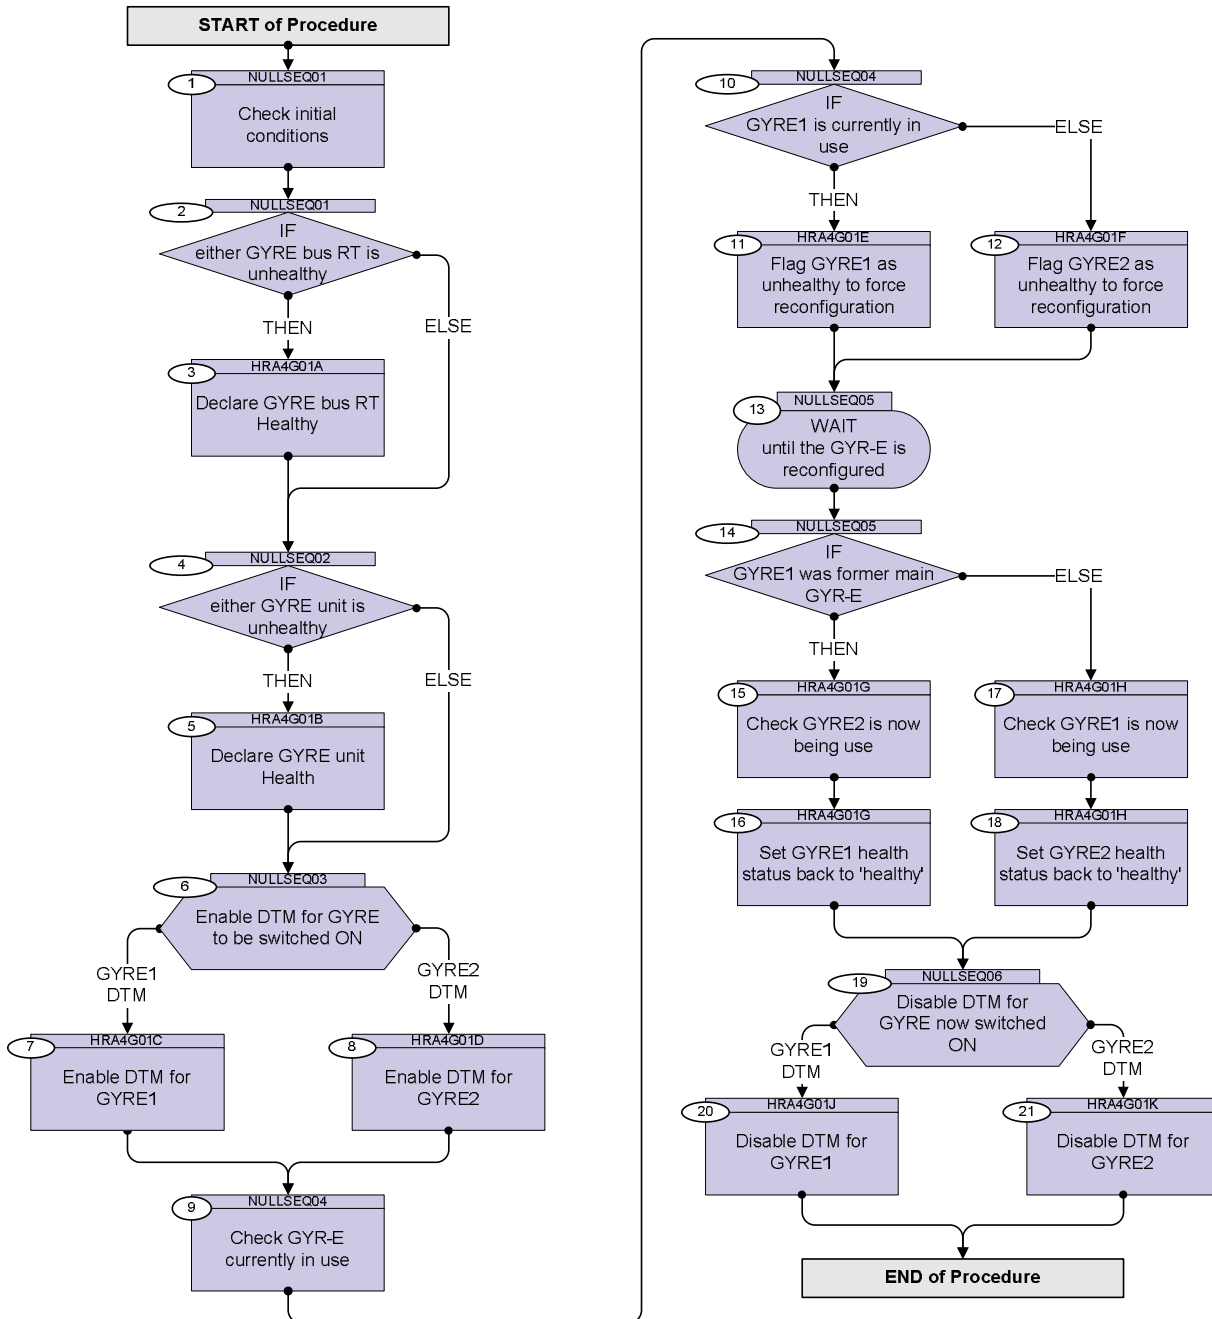 START of Procedure
NULLSEQ01
1
Check initial
conditions
NULLSEQ01
2
IF
either GYRE bus RT is
unhealthy
THEN
ELSE
HRA4G01A
3
Declare GYRE bus RT
Healthy
NULLSEQ02
4
IF
either GYRE unit is
unhealthy
THEN
ELSE
HRA4G01B
5
Declare GYRE unit
Health
NULLSEQ03
6
Enable DTM for GYRE
to be switched ON
GYRE1
DTM
GYRE2
DTM
HRA4G01C
7
Enable DTM for
GYRE1
HRA4G01D
8
Enable DTM for
GYRE2
NULLSEQ04
9
Check GYR-E
currently in use
NULLSEQ04
10
IF
GYRE1 is currently in
use
ELSE
THEN
HRA4G01E
11
Flag GYRE1 as
unhealthy to force
reconfiguration
HRA4G01F
12
Flag GYRE2 as
unhealthy to force
reconfiguration
NULLSEQ05
13
WAIT
until the GYR-E is
reconfigured
NULLSEQ05
14
IF
GYRE1 was former main
GYR-E
ELSE
THEN
HRA4G01G
15
Check GYRE2 is now
being use
HRA4G01H
17
Check GYRE1 is now
being use
HRA4G01G
16
Set GYRE1 health
status back to 'healthy'
HRA4G01H
18
Set GYRE2 health
status back to 'healthy'
NULLSEQ06
19
Disable DTM for
GYRE now switched
ON
GYRE1
DTM
GYRE2
DTM
HRA4G01J
20
Disable DTM for
GYRE1
HRA4G01K
21
Disable DTM for
GYRE2
END of Procedure